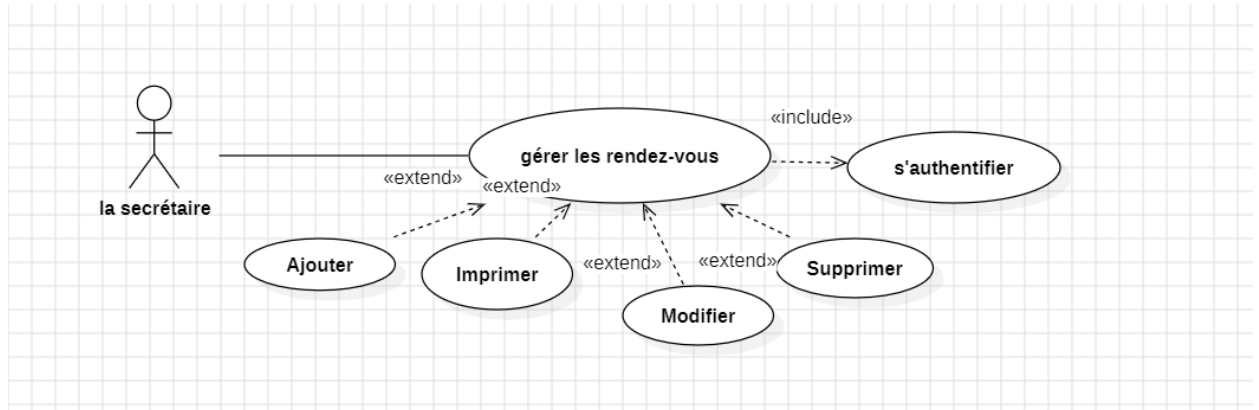 «include»
gérer les rendez-vous
s'authentifier
«extend»
«extend»
la secrétaire
Ajouter
Imprimer
«extend»
«extend»
Supprimer
Modifier